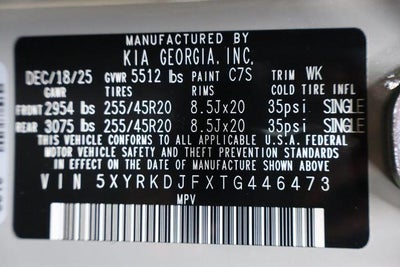 MANUFACTURED BY
KIA GEORGIA, INC.
DEC/18/25 GVWR 5512 lbs PAINT C7S TRIM WK
GAWR TIRES RIMS COLD TIRE INFL
FRONT 2954 lbs 255/45R20 8.5Jx20 35psi SINGLE
REAR 3075 lbs 255/45R20 8.5Jx20 35psi SINGLE
THIS VEHICLE CONFORMS TO ALL APPLICABLE U.S.A. FEDERAL
MOTOR VEHICLE SAFETY AND THEFT PREVENTION STANDARDS
IN EFFECT ON THE DATE OF MANUFACTURE SHOWN ABOVE
VIN 5XYRKDJFXTG446473
MPV